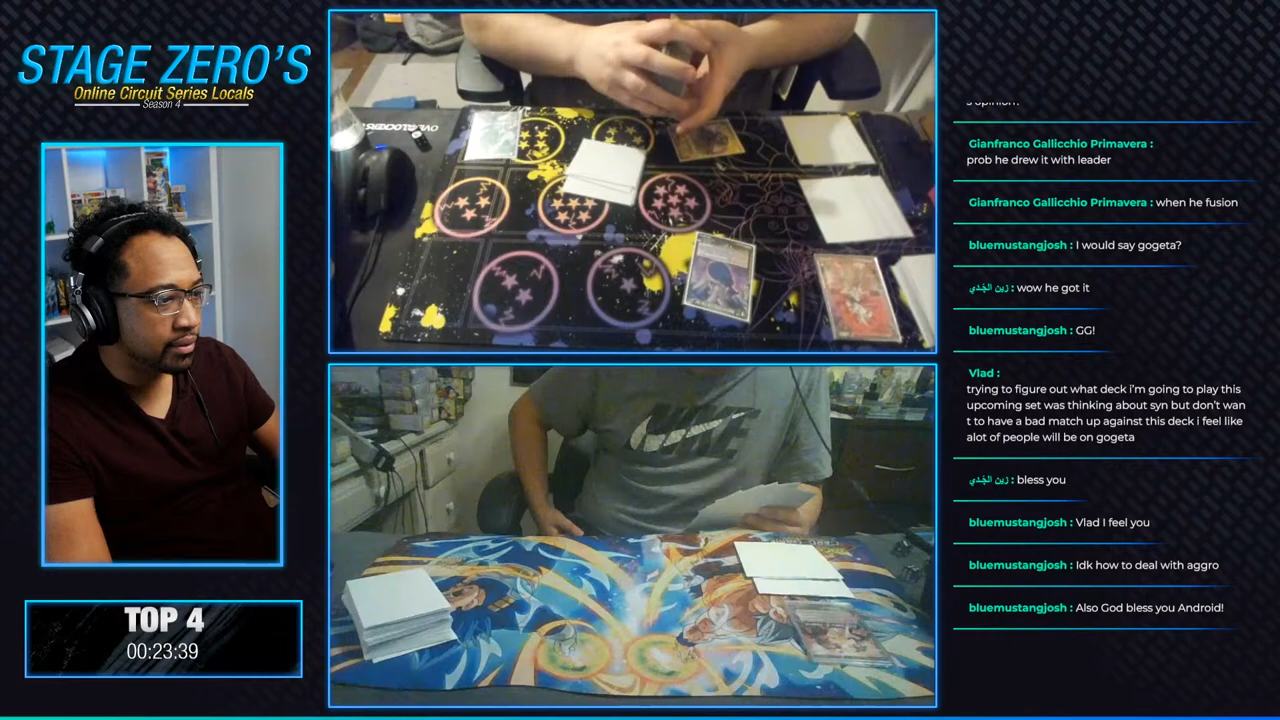 STAGE ZERO'S
Online Circuit Series Locals
Season 4
TOP 4
00:23:39
NIKE
Gianfranco Gallicchio Primavera :
prob he drew it with leader
Gianfranco Gallicchio Primavera : when he fusion
bluemustangjosh : I would say gogeta?
زين الجَدي : wow he got it
bluemustangjosh : GG!
Vlad :
trying to figure out what deck i'm going to play this
upcoming set was thinking about syn but don't wan
t to have a bad match up against this deck i feel like
alot of people will be on gogeta
زين الجَدي : bless you
bluemustangjosh : Vlad I feel you
bluemustangjosh : Idk how to deal with aggro
bluemustangjosh : Also God bless you Android!